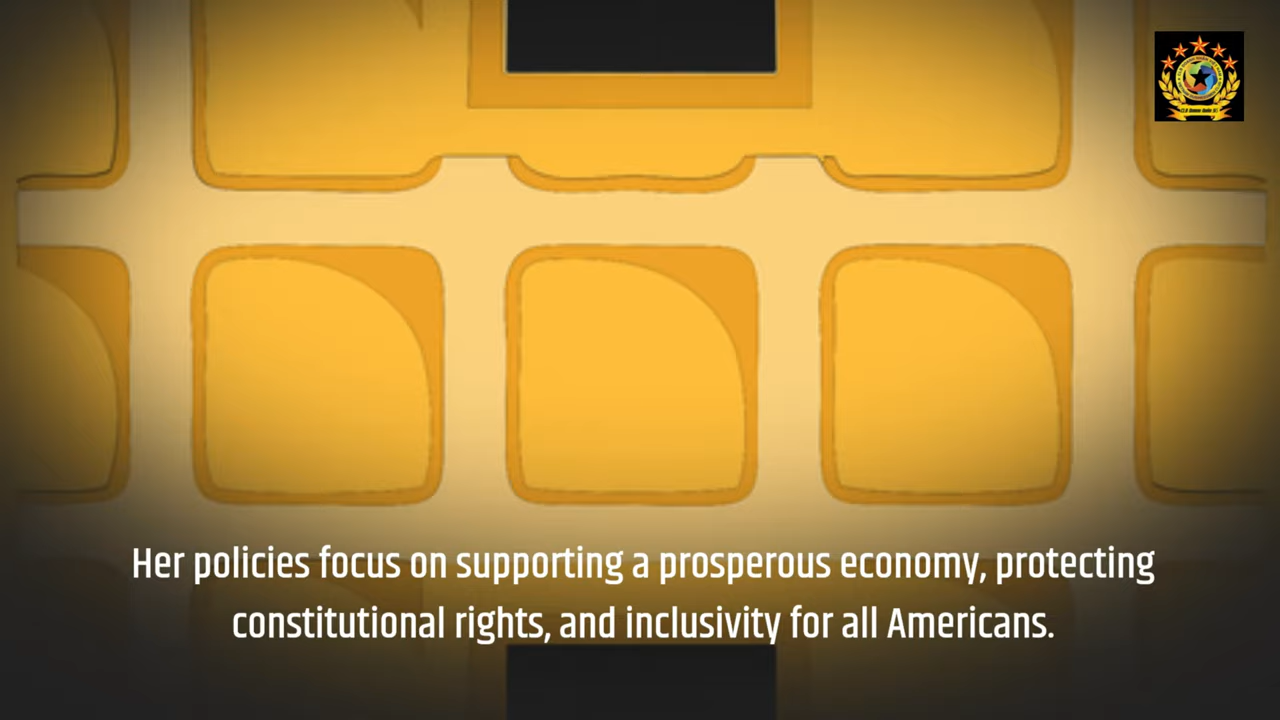 Her policies focus on supporting a prosperous economy, protecting
constitutional rights, and inclusivity for all Americans.